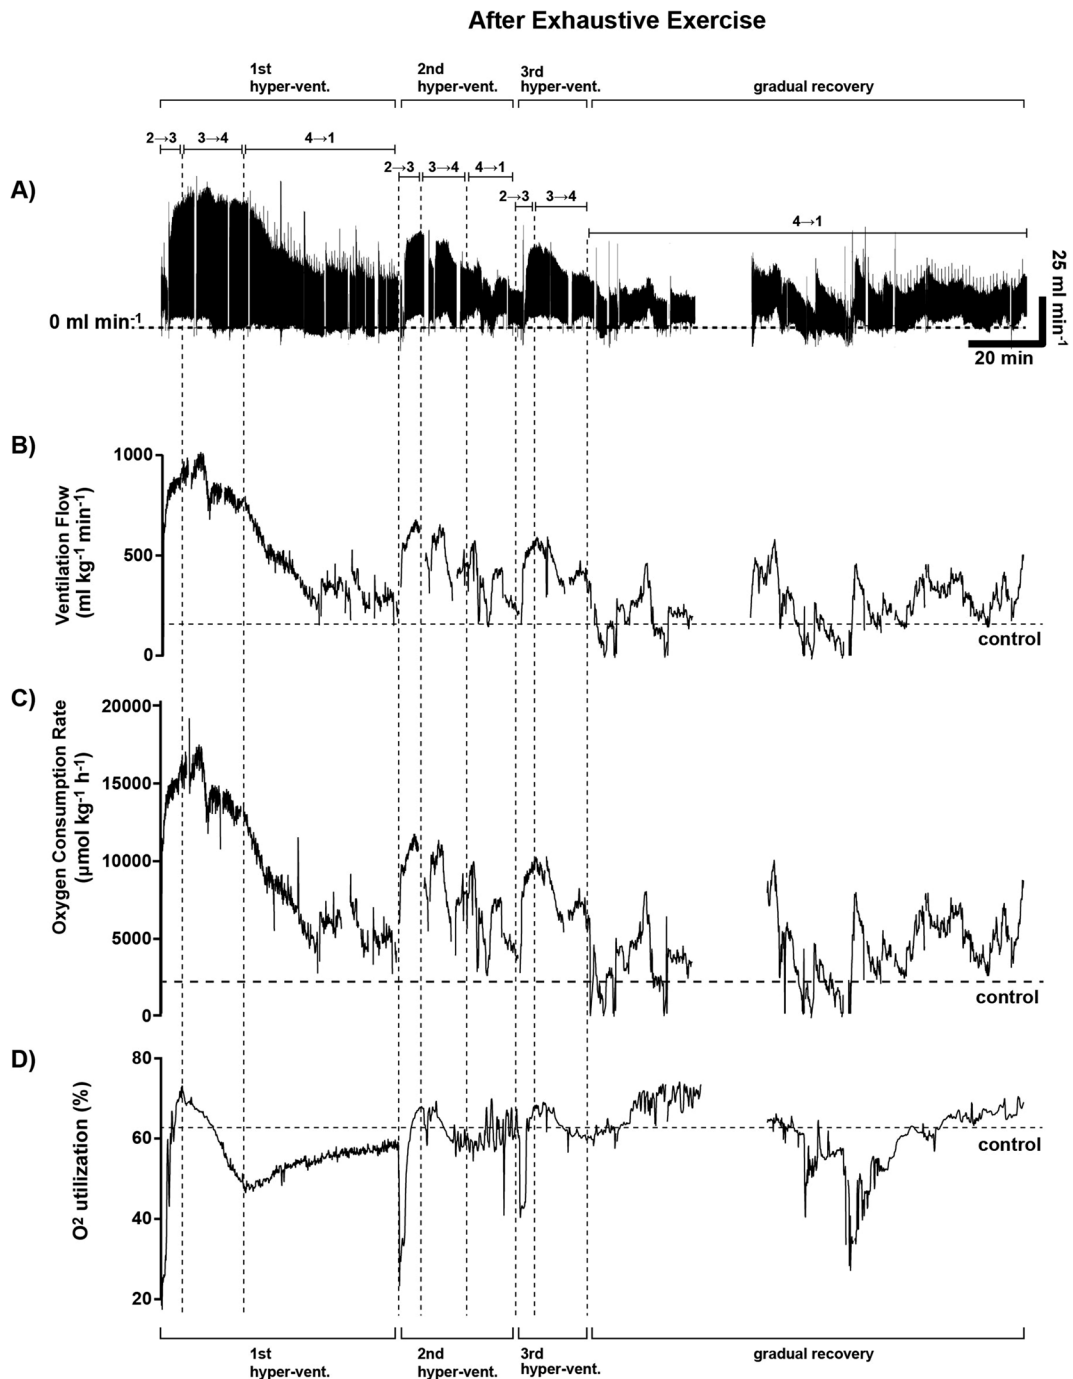 After Exhaustive Exercise
1st
hyper-vent.
2nd
hyper-vent.
3rd
hyper-vent.
gradual recovery
2→3
3→4
4→1
2→3
3→4
4→1
2→3
3→4
4→1
A)
0 ml min-1
25 ml min-1
20 min
B)
Ventilation Flow
(ml kg-1 min-1)
1000
500
0
control
C)
Oxygen Consumption Rate
(µmol kg-1 h-1)
20000
15000
10000
5000
0
control
D)
O2 utilization (%)
80
60
40
20
control
1st
hyper-vent.
2nd
hyper-vent.
3rd
hyper-vent.
gradual recovery